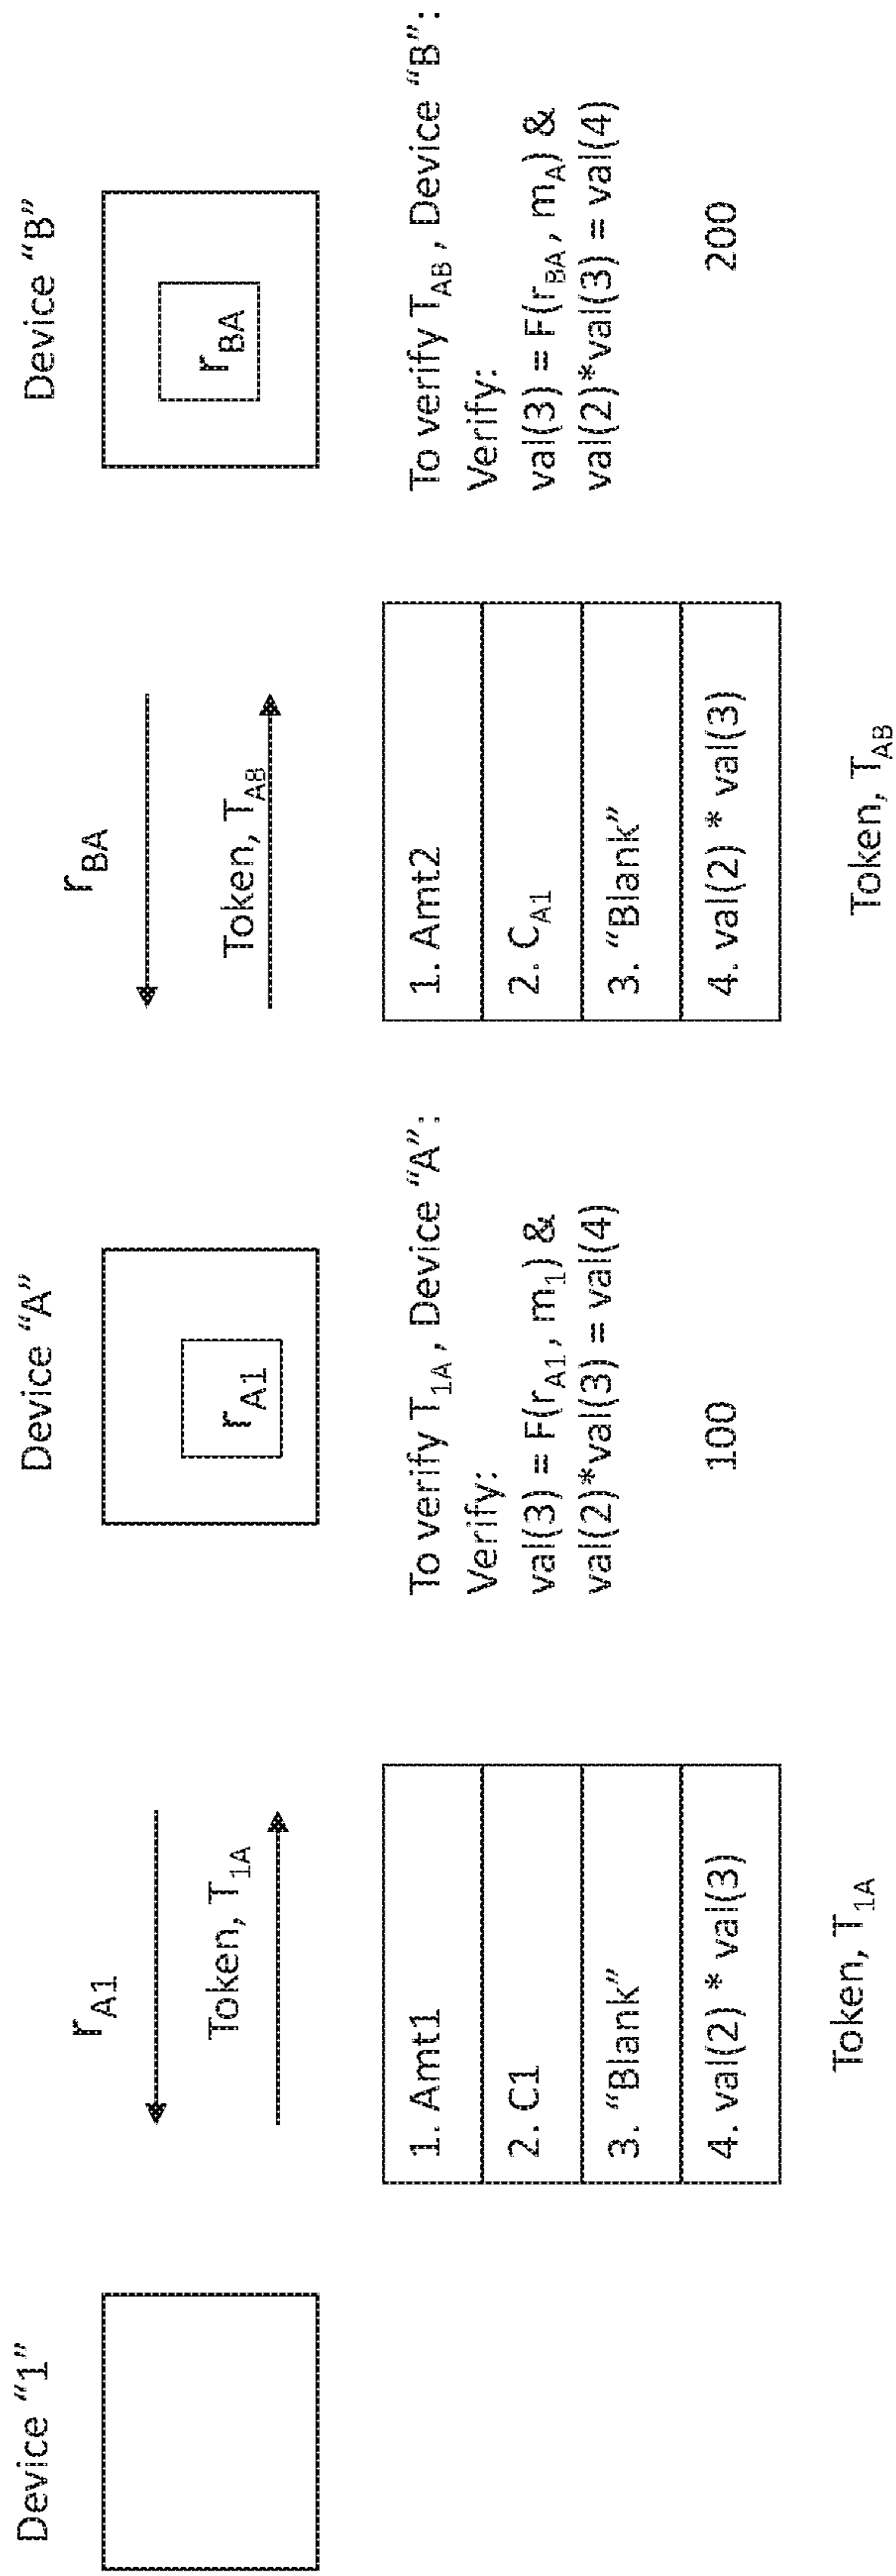 Device “1”
r_A1
Token, T_1A
1. Amt1
2. C1
3. “Blank”
4. val(2) * val(3)
Token, T_1A
Device “A”
r_A1
To verify T_1A , Device “A”:
Verify:
val(3) = F(r_A1, m_1) &
val(2)*val(3) = val(4)
100
r_BA
Token, T_AB
1. Amt2
2. C_A1
3. “Blank”
4. val(2) * val(3)
Token, T_AB
Device “B”
r_BA
To verify T_AB , Device “B”:
Verify:
val(3) = F(r_BA, m_A) &
val(2)*val(3) = val(4)
200